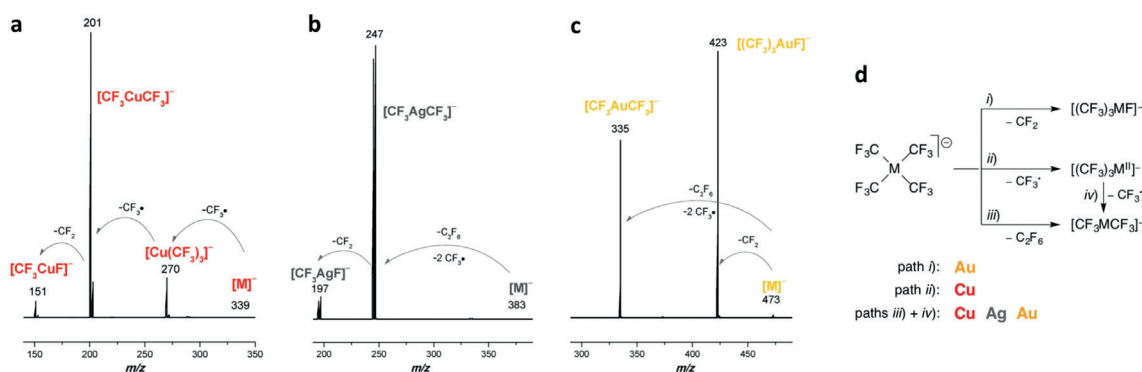 a
201
[CF₃CuCF₃]⁻
-CF₃•
-CF₃•
-CF₂
[CF₃CuF]⁻
151
[Cu(CF₃)₃]⁻
270
[M]⁻
339
150 200 250 300 350
m/z
b
247
[CF₃AgCF₃]⁻
-C₂F₆
-2 CF₃•
-CF₂
[CF₃AgF]⁻
197
[M]⁻
383
200 250 300 350
m/z
c
423
[(CF₃)₃AuF]⁻
[CF₃AuCF₃]⁻
335
-C₂F₆
-2 CF₃•
-CF₂
[M]⁻
473
300 350 400 450
m/z
d
F₃C CF₃ ⊖
M
F₃C CF₃
i)
– CF₂
[(CF₃)₃MF]⁻
ii)
– CF₃•
[(CF₃)₃Mᴵᴵ]⁻
iv) – CF₃•
iii)
– C₂F₆
[CF₃MCF₃]⁻
path i): Au
path ii): Cu
paths iii) + iv): Cu Ag Au